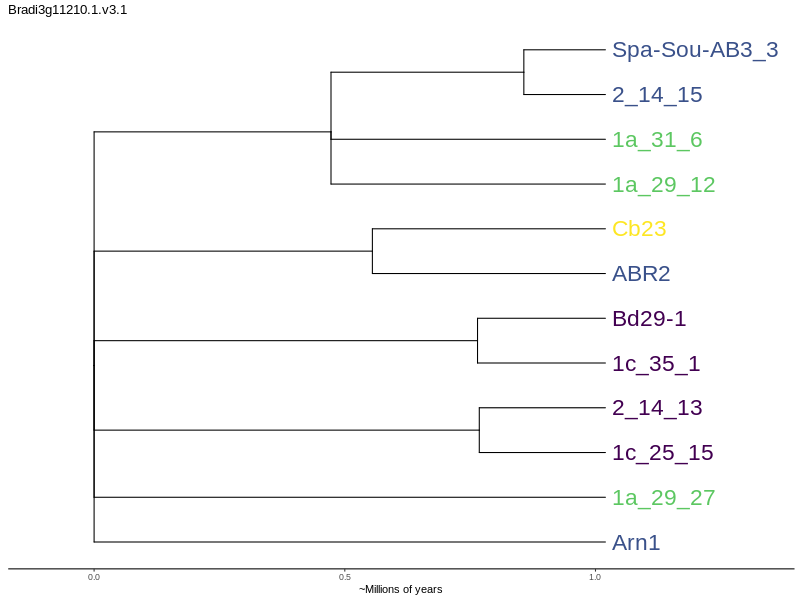 Bradi3g11210.1.v3.1
Spa-Sou-AB3_3
2_14_15
1a_31_6
1a_29_12
Cb23
ABR2
Bd29-1
1c_35_1
2_14_13
1c_25_15
1a_29_27
Arn1
0.0 0.5 1.0
~Millions of years